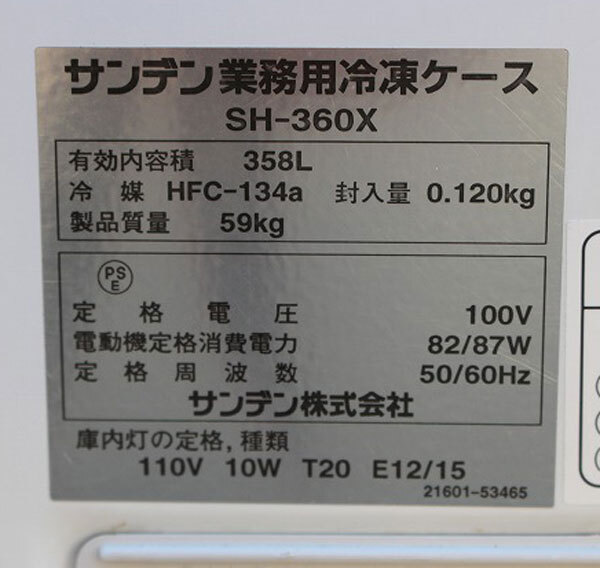 サンデン業務用冷凍ケース
SH-360X
有効内容積 358L
冷媒 HFC-134a 封入量 0.120kg
製品質量 59kg
PS
E
定格電圧 100V
電動機定格消費電力 82/87W
定格周波数 50/60Hz
サンデン株式会社
庫内灯の定格,種類
110V 10W T20 E12/15
21601-53465